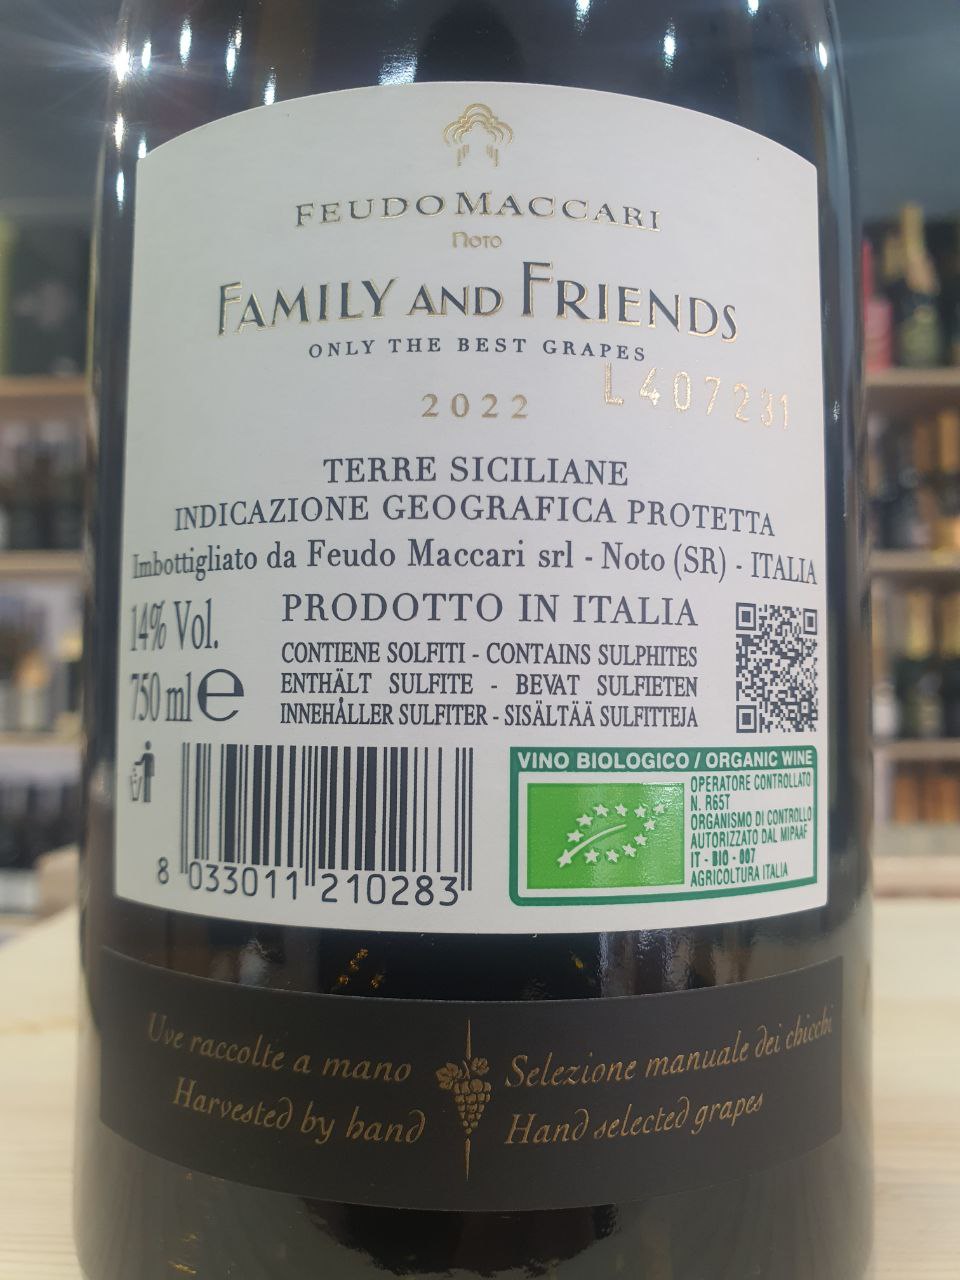 FEUDO MACCARI
NOTO
FAMILY AND FRIENDS
ONLY THE BEST GRAPES
2022
L407231
TERRE SICILIANE
INDICAZIONE GEOGRAFICA PROTETTA
Imbottigliato da Feudo Maccari srl - Noto (SR) - ITALIA
14% Vol.
750 ml e
PRODOTTO IN ITALIA
CONTIENE SOLFITI - CONTAINS SULPHITES
ENTHÄLT SULFITE - BEVAT SULFIETEN
INNEHÅLLER SULFITER - SISÄLTÄÄ SULFITTEJA
8 033011 210283
VINO BIOLOGICO / ORGANIC WINE
OPERATORE CONTROLLATO
N. R65T
ORGANISMO DI CONTROLLO
AUTORIZZATO DAL MIPAAF
IT - BIO - 007
AGRICOLTURA ITALIA
Uve raccolte a mano
Harvested by hand
Selezione manuale dei chicchi
Hand selected grapes